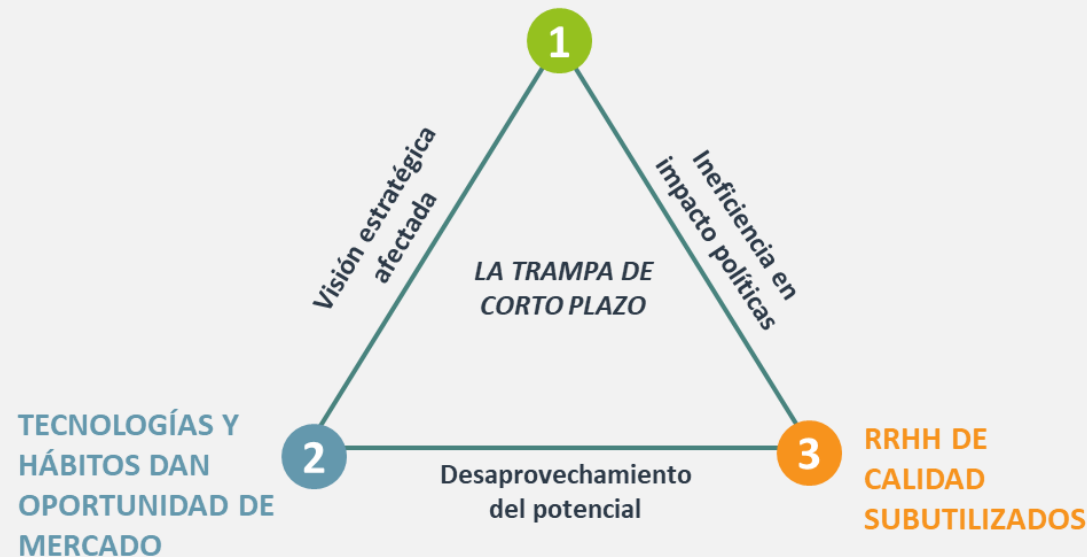 1
Visión estratégica
afectada
Ineficiencia en
impacto políticas
LA TRAMPA DE
CORTO PLAZO
TECNOLOGÍAS Y
HÁBITOS DAN
OPORTUNIDAD DE
MERCADO
2
Desaprovechamiento
del potencial
3
RRHH DE
CALIDAD
SUBUTILIZADOS